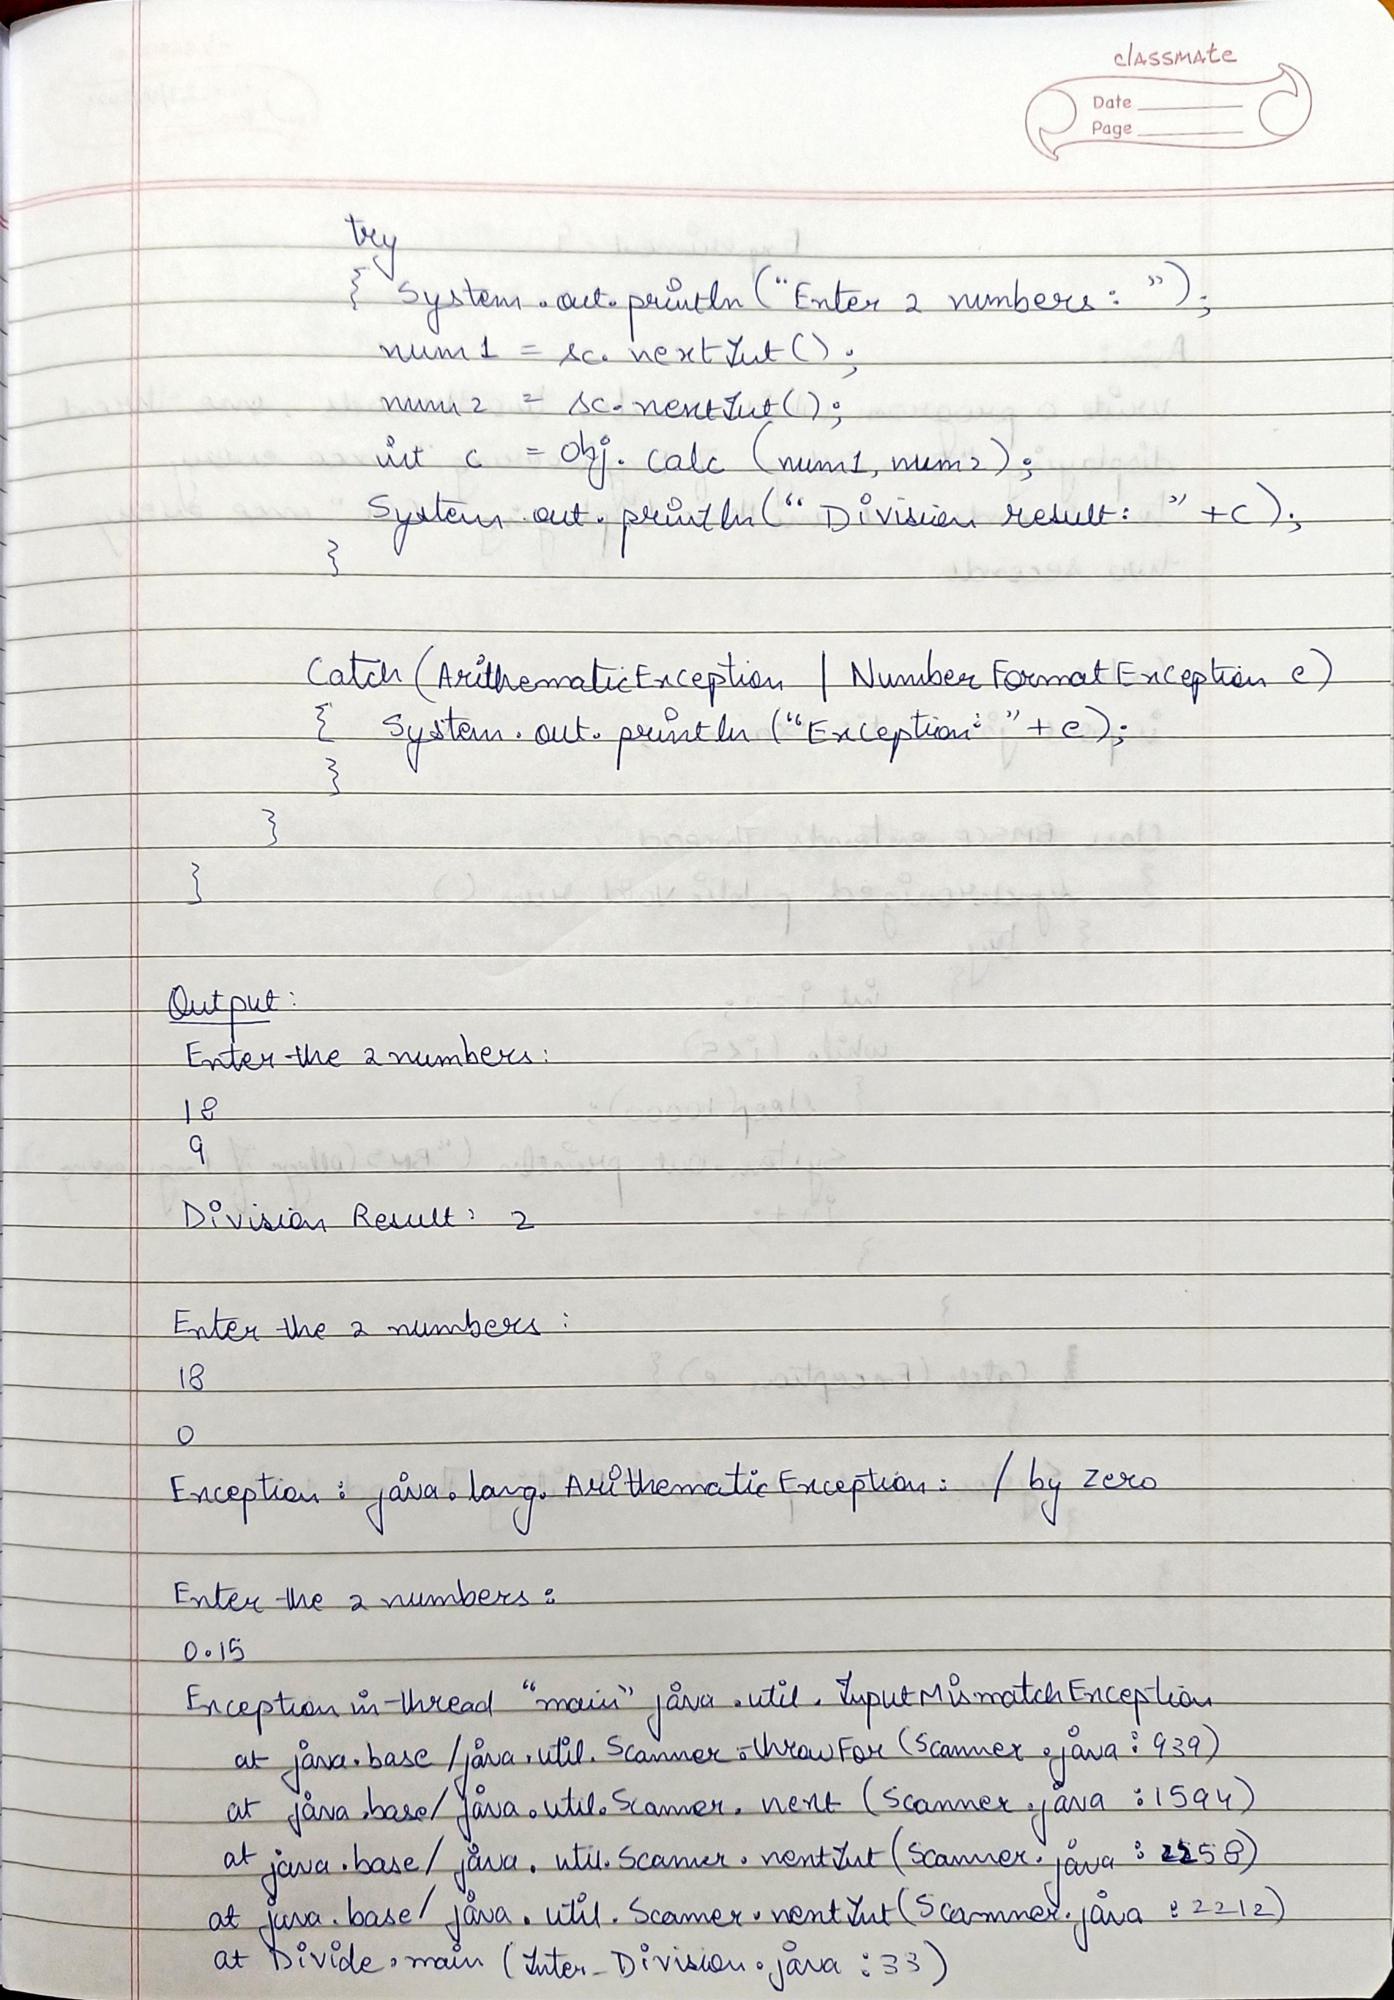 classmate
Date
Page
try
{ System.out.println("Enter 2 numbers: ");
num1 = sc.nextInt();
num2 = sc.nextInt();
int c = obj.calc (num1, num2);
System.out.println("Division result: "+c);
}
Catch (ArithematicException | NumberFormatException e)
{ System.out.println ("Exception: "+e);
}
}
}
Output:
Enter the 2 numbers:
18
9
Division Result: 2
Enter the 2 numbers:
18
0
Exception: java.lang.ArithematicException: / by zero
Enter the 2 numbers:
0.15
Exception in thread "main" java.util.InputMismatchException
at java.base/java.util.Scanner.throwFor (Scanner.java:939)
at java.base/java.util.Scanner.next (Scanner.java:1594)
at java.base/java.util.Scanner.nextInt (Scanner.java:2258)
at java.base/java.util.Scanner.nextInt (Scanner.java:2212)
at Divide.main (Inter_Division.java:33)